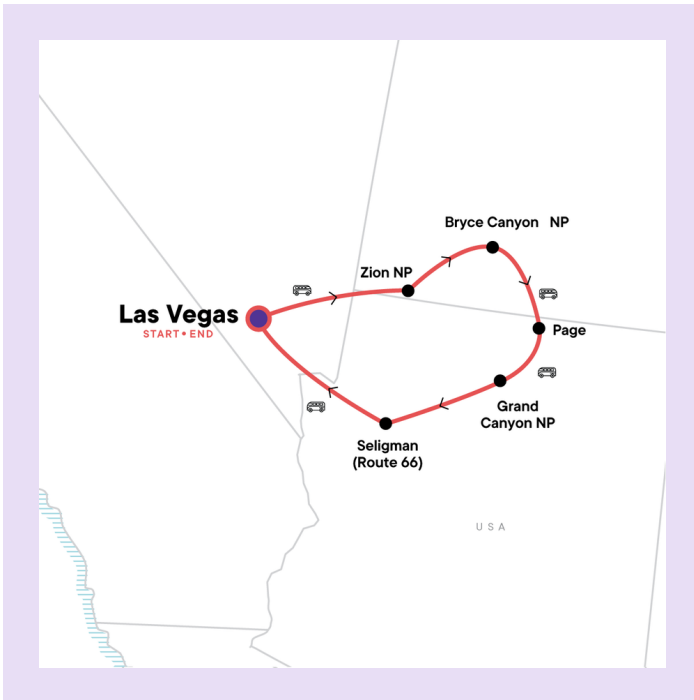 Bryce Canyon NP
Zion NP
Las Vegas
START•END
Page
Grand
Canyon NP
Seligman
(Route 66)
USA